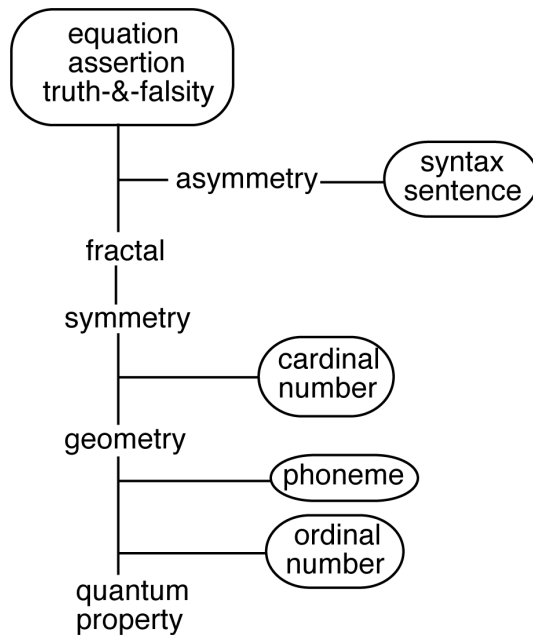 equation
assertion
truth-&-falsity
asymmetry
syntax
sentence
fractal
symmetry
cardinal
number
geometry
phoneme
ordinal
number
quantum
property